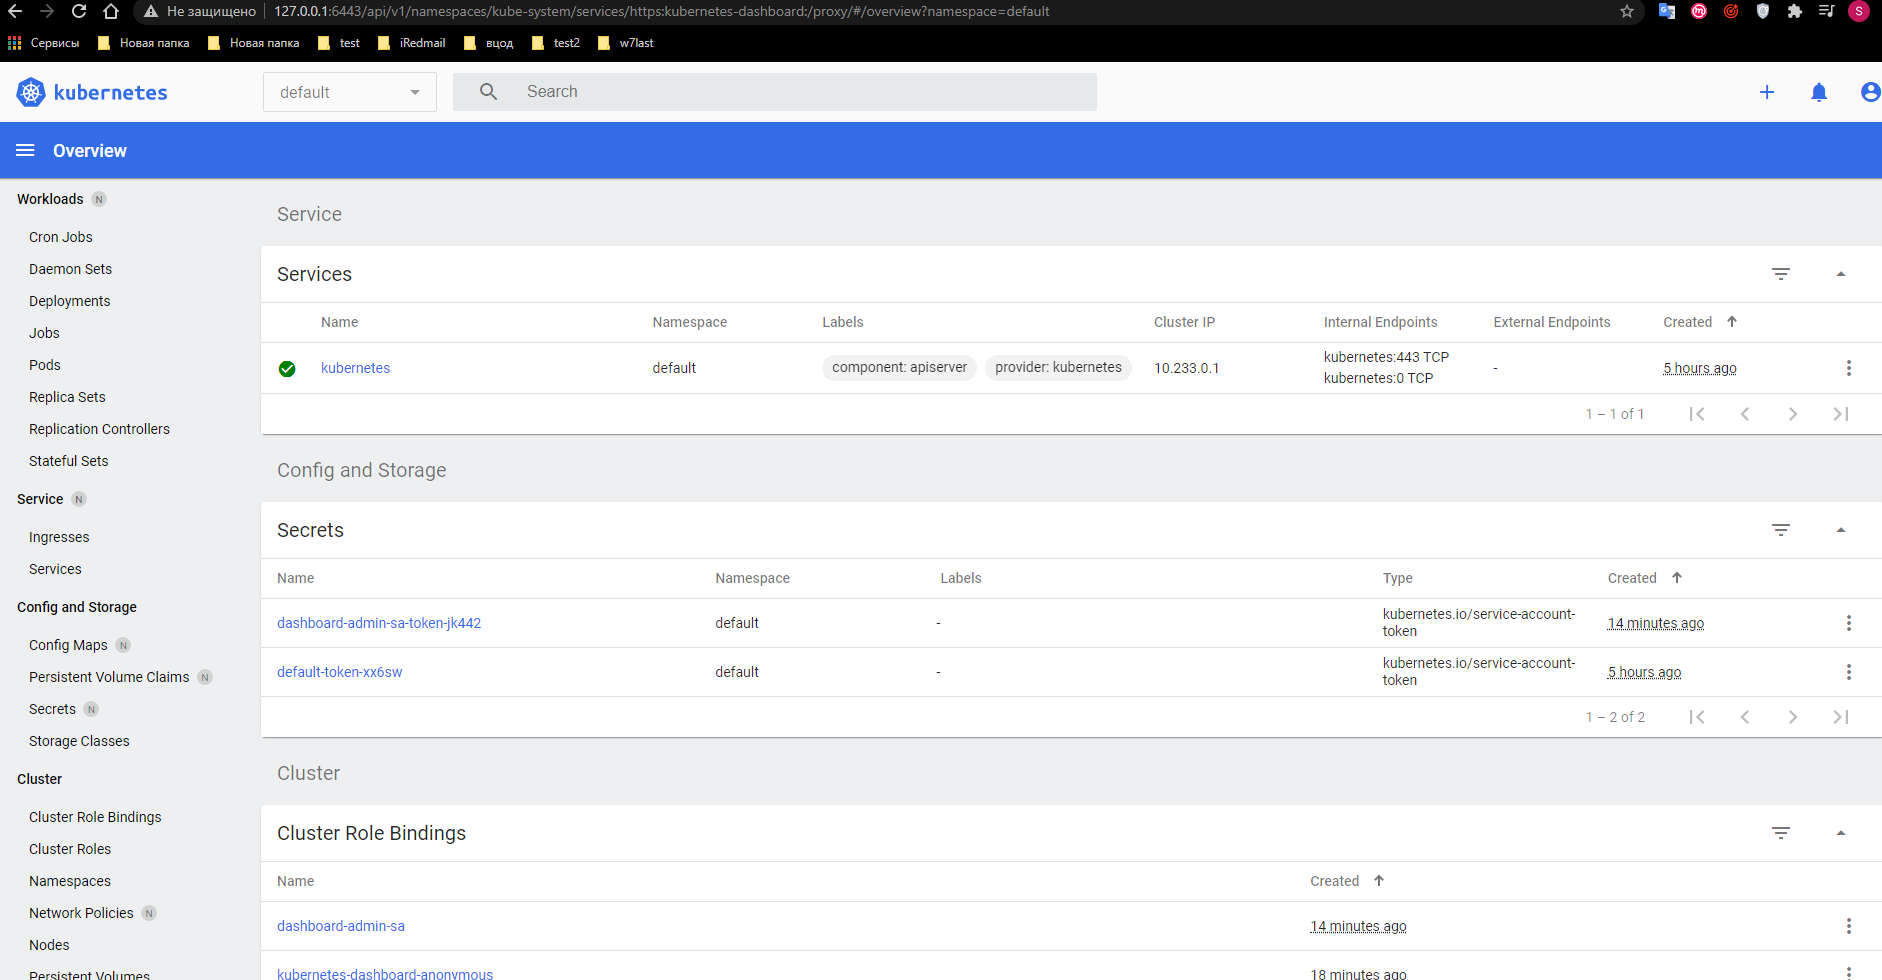 Не защищено 127.0.0.1:6443/api/v1/namespaces/kube-system/services/https:kubernetes-dashboard:/proxy/#/overview?namespace=default
S
Сервисы Новая папка Новая папка test iRedmail вцод test2 w7last
kubernetes default Search
Overview
Workloads N
Cron Jobs
Daemon Sets
Deployments
Jobs
Pods
Replica Sets
Replication Controllers
Stateful Sets
Service N
Ingresses
Services
Config and Storage
Config Maps N
Persistent Volume Claims N
Secrets N
Storage Classes
Cluster
Cluster Role Bindings
Cluster Roles
Namespaces
Network Policies N
Nodes
Persistent Volumes
Service
Services
Name Namespace Labels Cluster IP Internal Endpoints External Endpoints Created
kubernetes default component: apiserver provider: kubernetes 10.233.0.1 kubernetes:443 TCP - 5 hours ago
kubernetes:0 TCP
1 – 1 of 1
Config and Storage
Secrets
Name Namespace Labels Type Created
dashboard-admin-sa-token-jk442 default - kubernetes.io/service-account- 14 minutes ago
token
default-token-xx6sw default - kubernetes.io/service-account- 5 hours ago
token
1 – 2 of 2
Cluster
Cluster Role Bindings
Name Created
dashboard-admin-sa 14 minutes ago
kubernetes-dashboard-anonymous 18 minutes ago